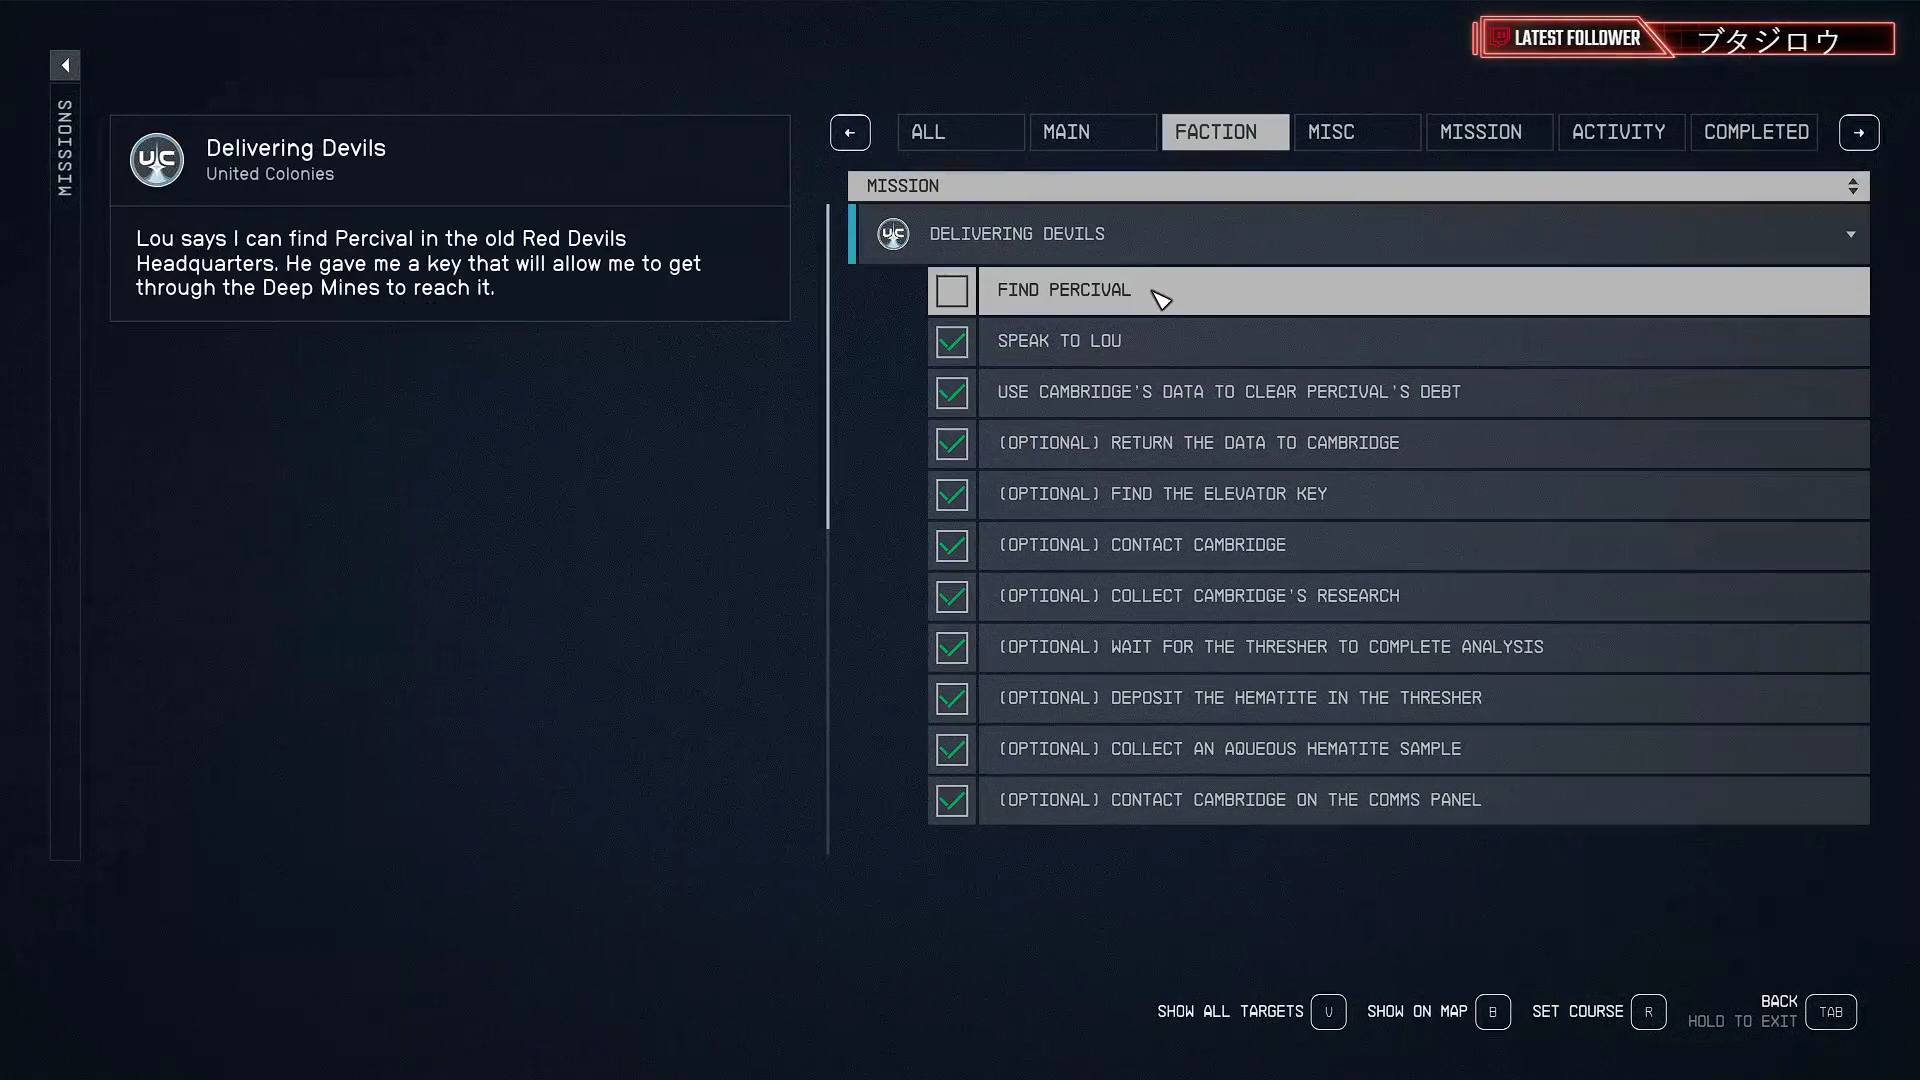 LATEST FOLLOWER
ブタジロウ
MISSIONS
UC
Delivering Devils
United Colonies
Lou says I can find Percival in the old Red Devils
Headquarters. He gave me a key that will allow me to get
through the Deep Mines to reach it.
ALL
MAIN
FACTION
MISC
MISSION
ACTIVITY
COMPLETED
MISSION
UC
DELIVERING DEVILS
FIND PERCIVAL
SPEAK TO LOU
USE CAMBRIDGE'S DATA TO CLEAR PERCIVAL'S DEBT
(OPTIONAL) RETURN THE DATA TO CAMBRIDGE
(OPTIONAL) FIND THE ELEVATOR KEY
(OPTIONAL) CONTACT CAMBRIDGE
(OPTIONAL) COLLECT CAMBRIDGE'S RESEARCH
(OPTIONAL) WAIT FOR THE THRESHER TO COMPLETE ANALYSIS
(OPTIONAL) DEPOSIT THE HEMATITE IN THE THRESHER
(OPTIONAL) COLLECT AN AQUEOUS HEMATITE SAMPLE
(OPTIONAL) CONTACT CAMBRIDGE ON THE COMMS PANEL
SHOW ALL TARGETS V
SHOW ON MAP B
SET COURSE R
BACK
HOLD TO EXIT
TAB